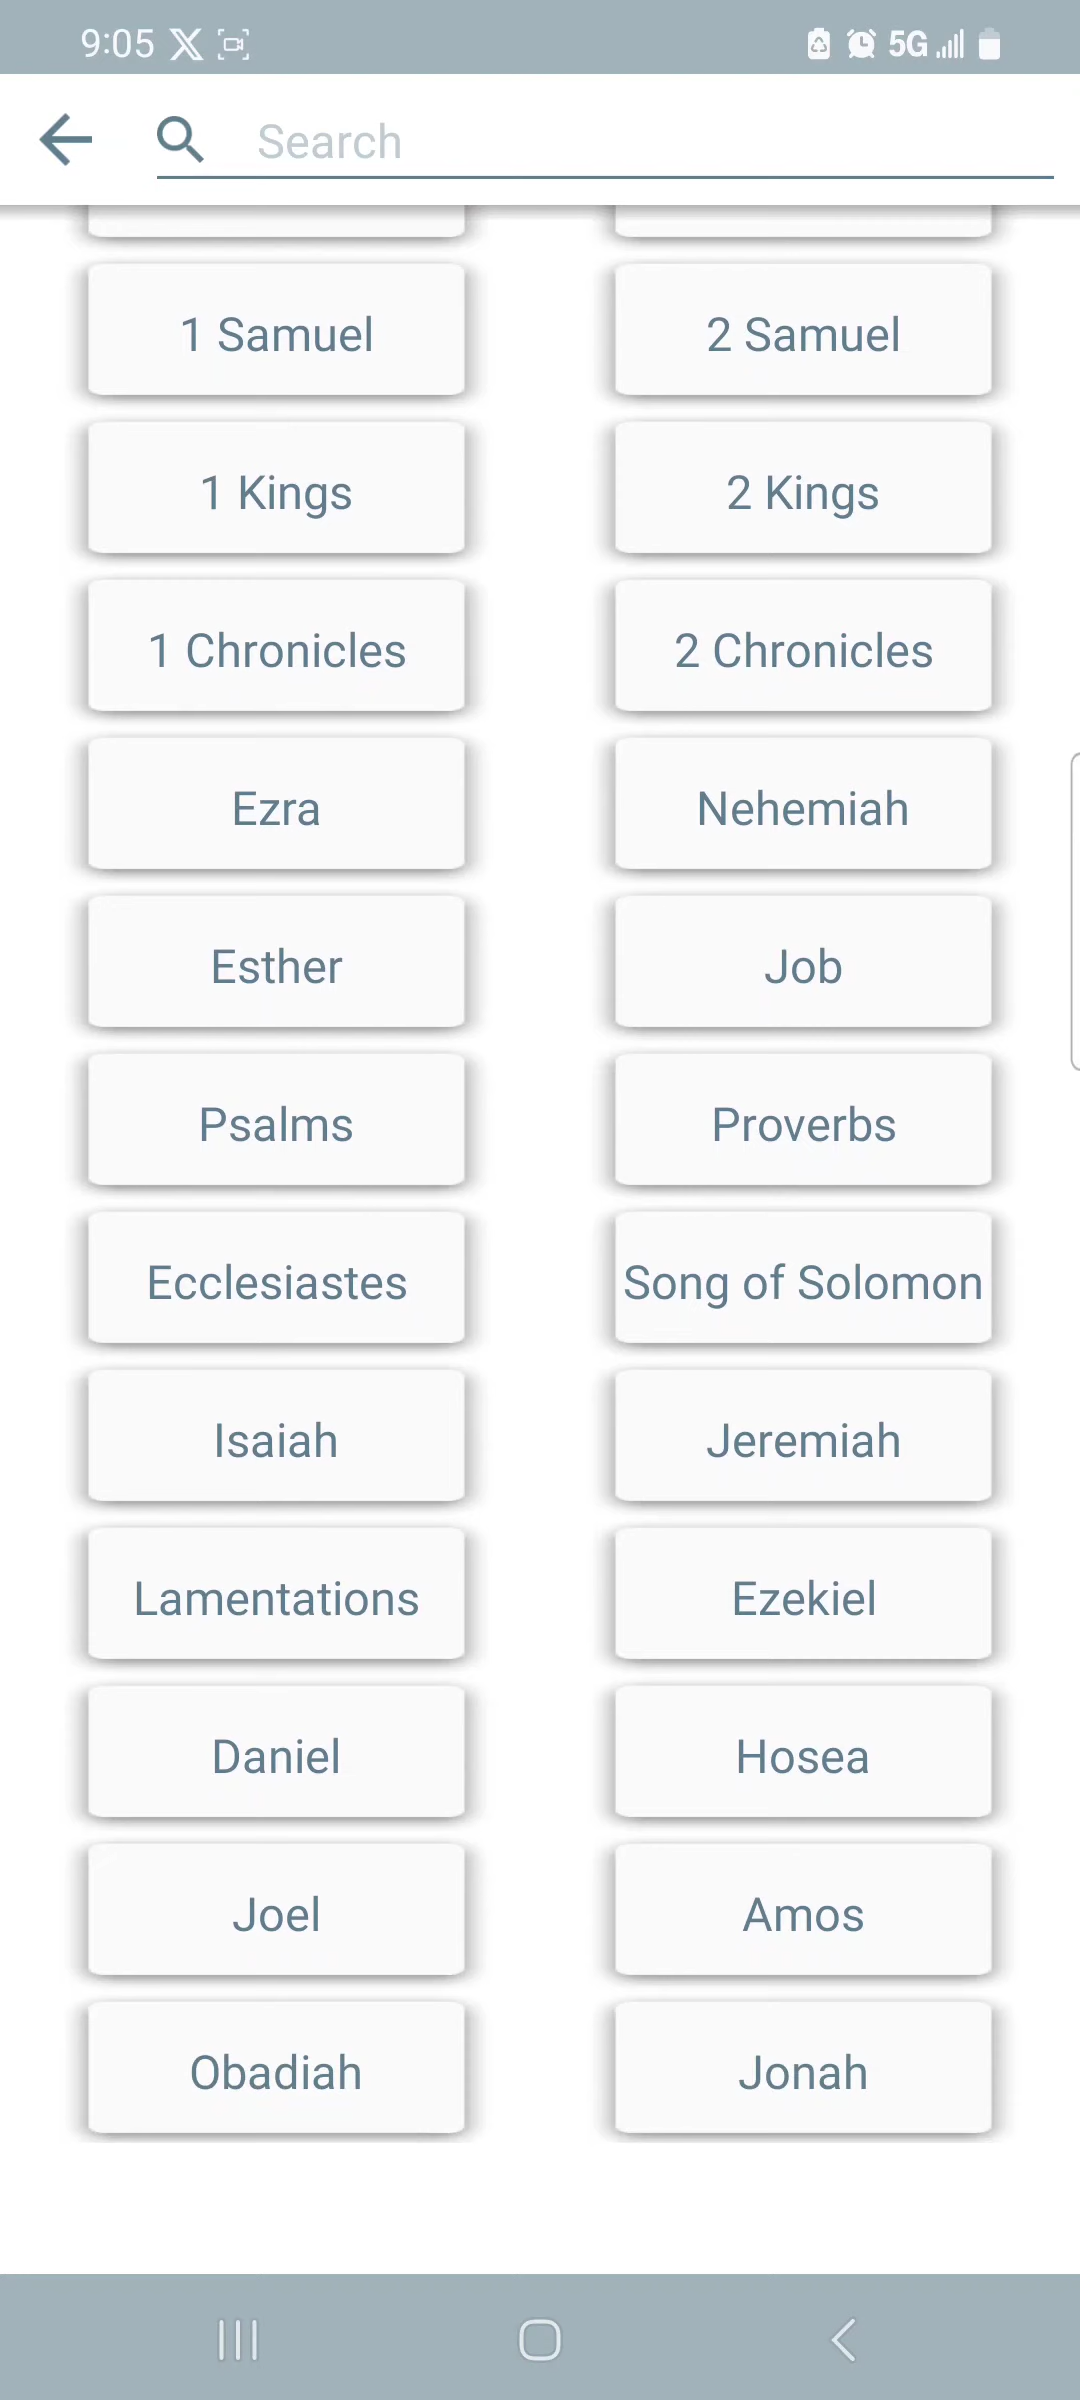 9:05 5G
Search
1 Samuel 2 Samuel
1 Kings 2 Kings
1 Chronicles 2 Chronicles
Ezra Nehemiah
Esther Job
Psalms Proverbs
Ecclesiastes Song of Solomon
Isaiah Jeremiah
Lamentations Ezekiel
Daniel Hosea
Joel Amos
Obadiah Jonah